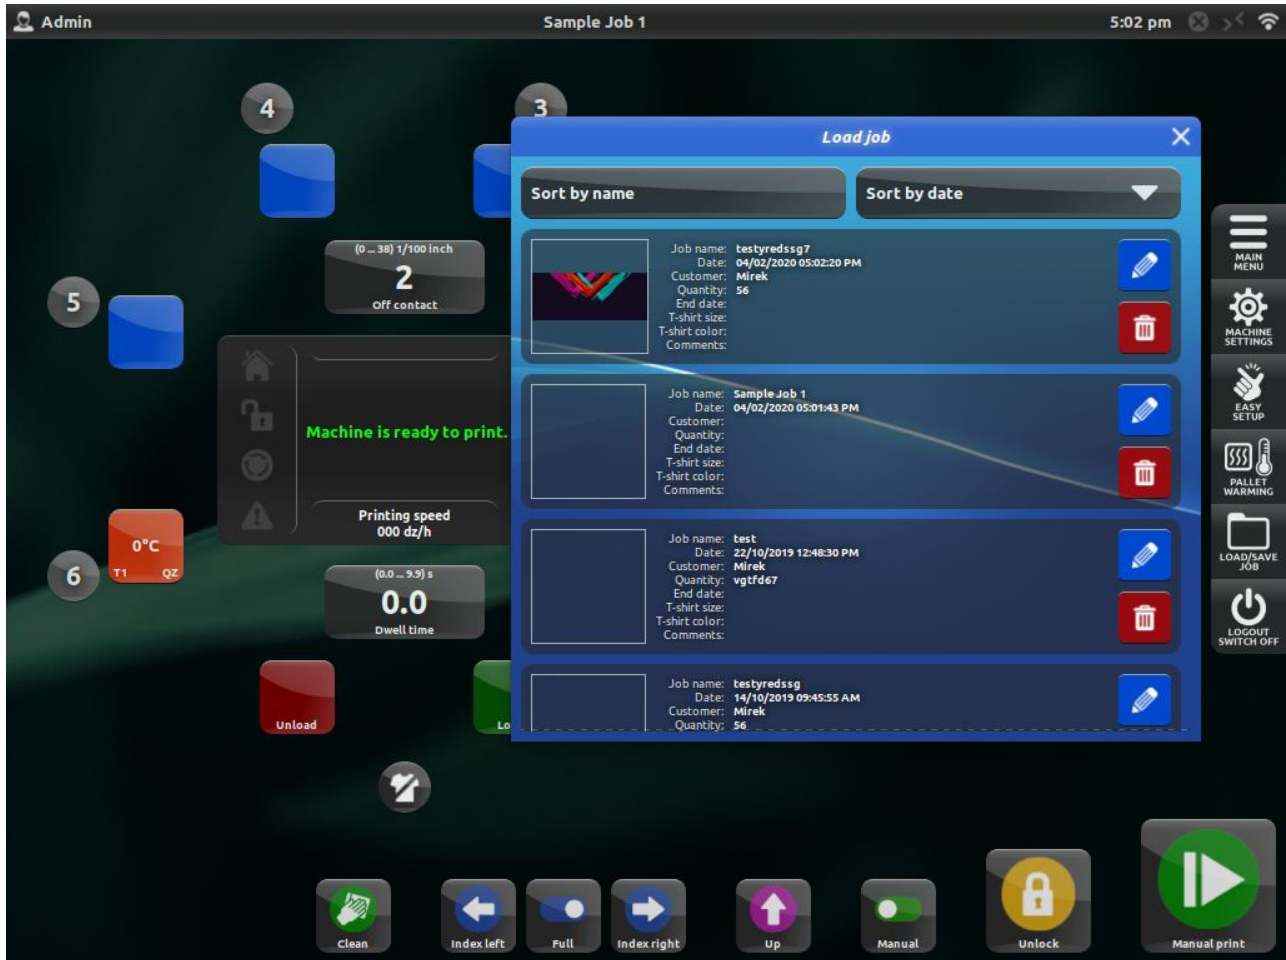 Admin
Sample Job 1
5:02 pm
4
3
Load job
Sort by name
Sort by date
(0 ... 38) 1/100 inch
2
Off contact
5
Machine is ready to print.
Printing speed
000 dz/h
0°C
T1 QZ
6
(0.0 ... 9.9) s
0.0
Dwell time
Unload
Lo
Job name: testyredssg7
Date: 04/02/2020 05:02:20 PM
Customer: Mirek
Quantity: 56
End date:
T-shirt size:
T-shirt color:
Comments:
Job name: Sample Job 1
Date: 04/02/2020 05:01:43 PM
Customer:
Quantity:
End date:
T-shirt size:
T-shirt color:
Comments:
Job name: test
Date: 22/10/2019 12:48:30 PM
Customer: Mirek
Quantity: vgtfd67
End date:
T-shirt size:
T-shirt color:
Comments:
Job name: testyredssg
Date: 14/10/2019 09:45:55 AM
Customer: Mirek
Quantity: 56
MAIN
MENU
MACHINE
SETTINGS
EASY
SETUP
PALLET
WARMING
LOAD/SAVE
JOB
LOGOUT
SWITCH OFF
Clean
Index left
Full
Index right
Up
Manual
Unlock
Manual print